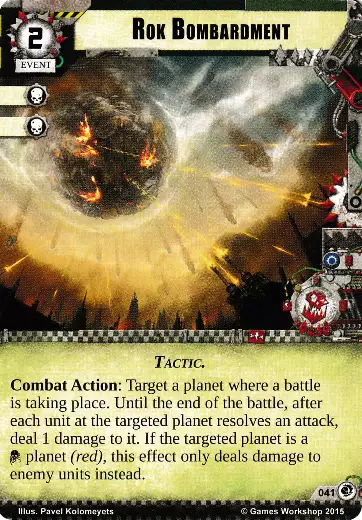 2
ROK BOMBARDMENT
EVENT
TACTIC.
Combat Action: Target a planet where a battle
is taking place. Until the end of the battle, after
each unit at the targeted planet resolves an attack,
deal 1 damage to it. If the targeted planet is a
planet (red), this effect only deals damage to
enemy units instead.
041
Illus. Pavel Kolomeyets
© Games Workshop 2015